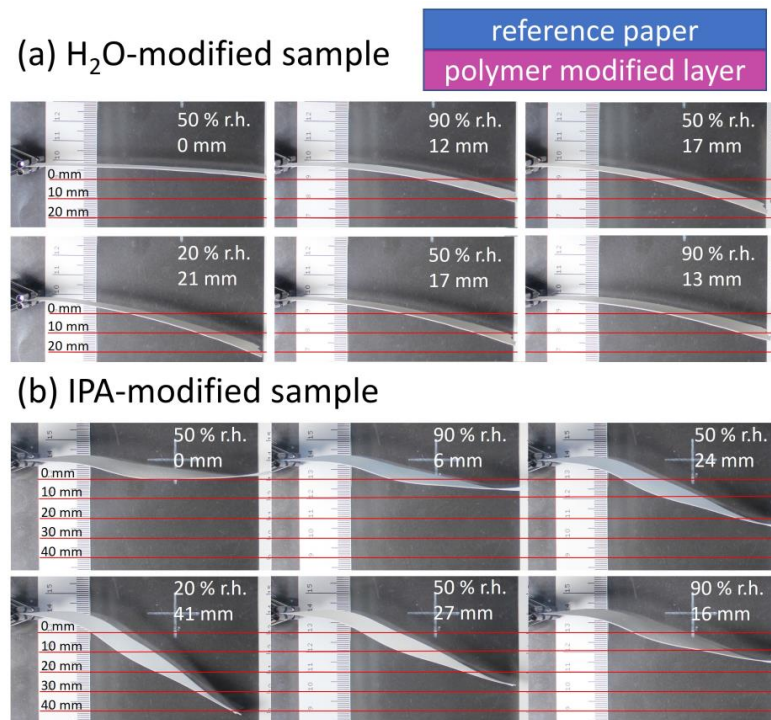 (a) H₂O-modified sample
reference paper
polymer modified layer
50 % r.h.
0 mm
90 % r.h.
12 mm
50 % r.h.
17 mm
0 mm
10 mm
20 mm
20 % r.h.
21 mm
50 % r.h.
17 mm
90 % r.h.
13 mm
0 mm
10 mm
20 mm
(b) IPA-modified sample
50 % r.h.
0 mm
90 % r.h.
6 mm
50 % r.h.
24 mm
0 mm
10 mm
20 mm
30 mm
40 mm
20 % r.h.
41 mm
50 % r.h.
27 mm
90 % r.h.
16 mm
0 mm
10 mm
20 mm
30 mm
40 mm